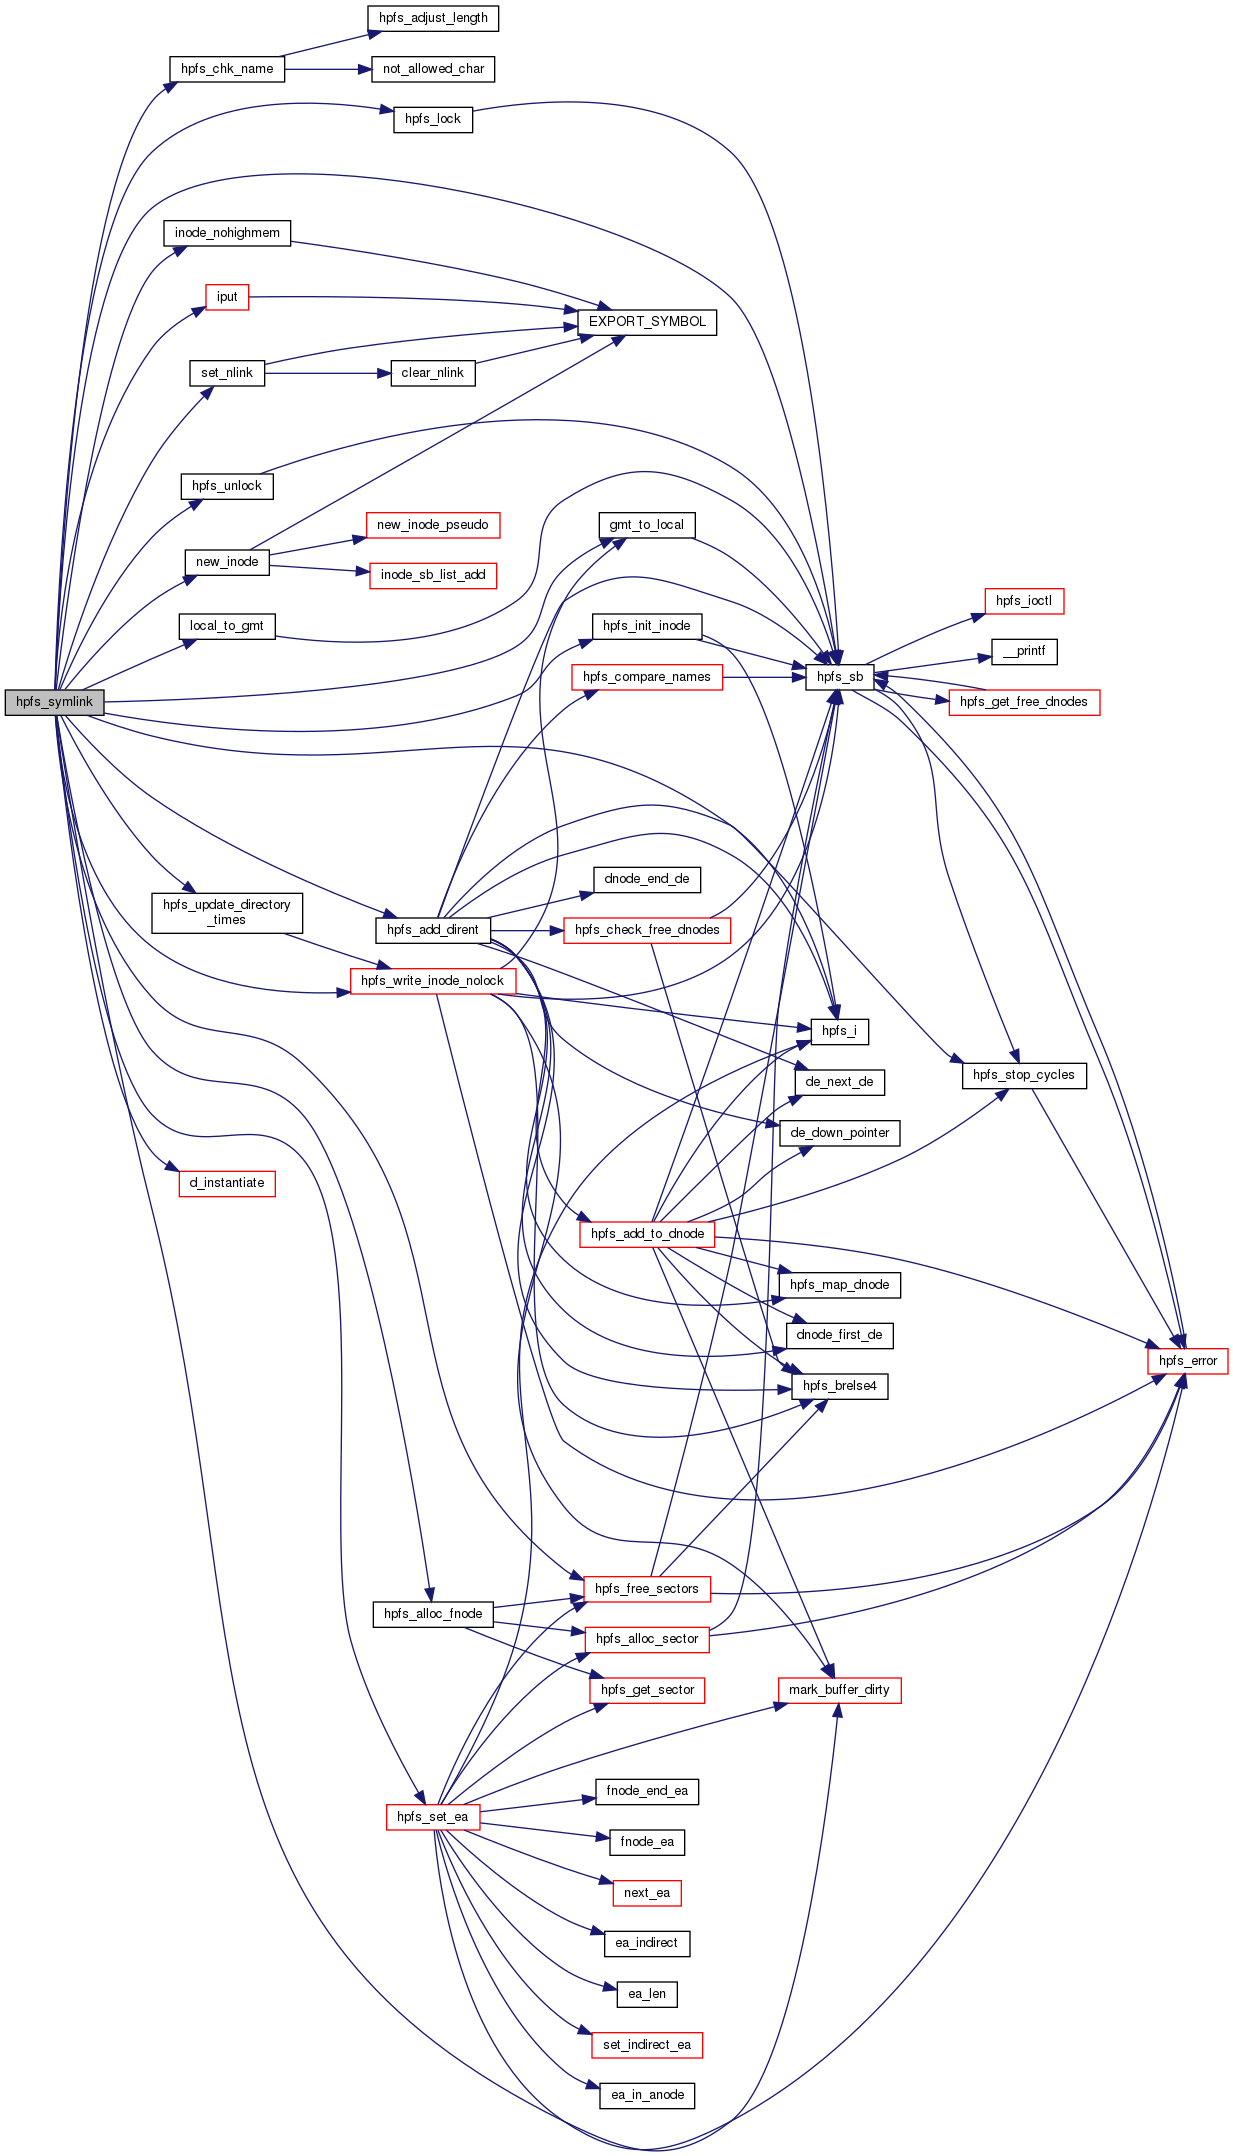 hpfs_adjust_length
hpfs_chk_name
not_allowed_char
hpfs_lock
inode_nohighmem
iput
EXPORT_SYMBOL
set_nlink
clear_nlink
hpfs_unlock
new_inode_pseudo
gmt_to_local
new_inode
inode_sb_list_add
hpfs_ioctl
local_to_gmt
hpfs_init_inode
__printf
hpfs_compare_names
hpfs_sb
hpfs_symlink
hpfs_get_free_dnodes
dnode_end_de
hpfs_update_directory
_times
hpfs_add_dirent
hpfs_check_free_dnodes
hpfs_write_inode_nolock
hpfs_i
hpfs_stop_cycles
de_next_de
de_down_pointer
d_instantiate
hpfs_add_to_dnode
hpfs_map_dnode
dnode_first_de
hpfs_error
hpfs_brelse4
hpfs_free_sectors
hpfs_alloc_fnode
hpfs_alloc_sector
hpfs_get_sector
mark_buffer_dirty
fnode_end_ea
hpfs_set_ea
fnode_ea
next_ea
ea_indirect
ea_len
set_indirect_ea
ea_in_anode